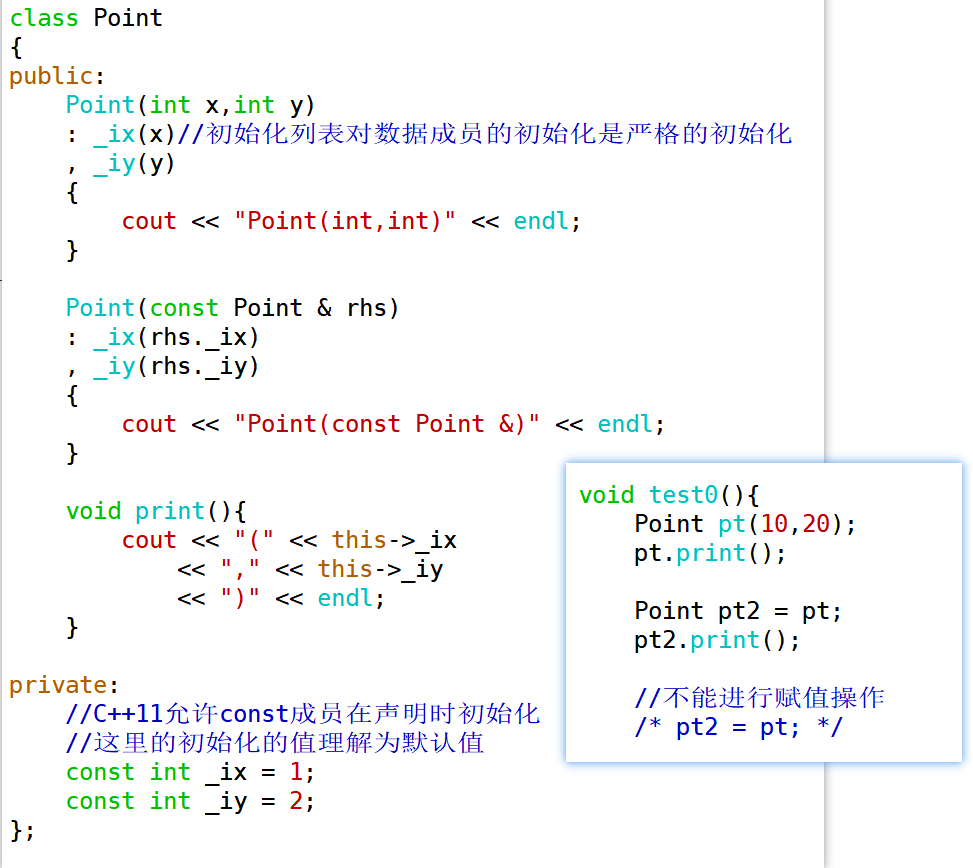 class Point
{
public:
    Point(int x,int y)
    : _ix(x)//初始化列表对数据成员的初始化是严格的初始化
    , _iy(y)
    {
        cout << "Point(int,int)" << endl;
    }

    Point(const Point & rhs)
    : _ix(rhs._ix)
    , _iy(rhs._iy)
    {
        cout << "Point(const Point &)" << endl;
    }

    void print(){
        cout << "(" << this->_ix
            << "," << this->_iy
            << ")" << endl;
    }

private:
    //C++11允许const成员在声明时初始化
    //这里的初始化的值理解为默认值
    const int _ix = 1;
    const int _iy = 2;
};

void test0(){
    Point pt(10,20);
    pt.print();

    Point pt2 = pt;
    pt2.print();

    //不能进行赋值操作
    /* pt2 = pt; */